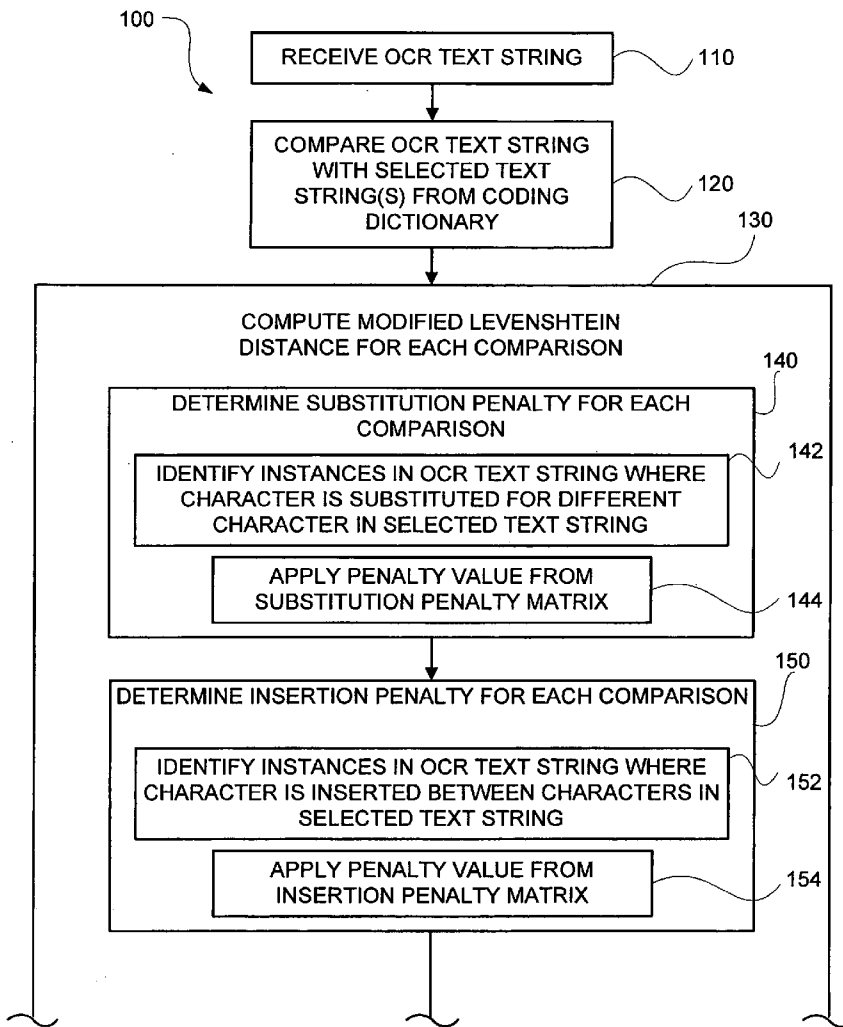 100
RECEIVE OCR TEXT STRING
110
COMPARE OCR TEXT STRING
WITH SELECTED TEXT
STRING(S) FROM CODING
DICTIONARY
120
130
COMPUTE MODIFIED LEVENSHTEIN
DISTANCE FOR EACH COMPARISON
140
DETERMINE SUBSTITUTION PENALTY FOR EACH
COMPARISON
142
IDENTIFY INSTANCES IN OCR TEXT STRING WHERE
CHARACTER IS SUBSTITUTED FOR DIFFERENT
CHARACTER IN SELECTED TEXT STRING
APPLY PENALTY VALUE FROM
SUBSTITUTION PENALTY MATRIX
144
150
DETERMINE INSERTION PENALTY FOR EACH COMPARISON
IDENTIFY INSTANCES IN OCR TEXT STRING WHERE
CHARACTER IS INSERTED BETWEEN CHARACTERS IN
SELECTED TEXT STRING
152
APPLY PENALTY VALUE FROM
INSERTION PENALTY MATRIX
154